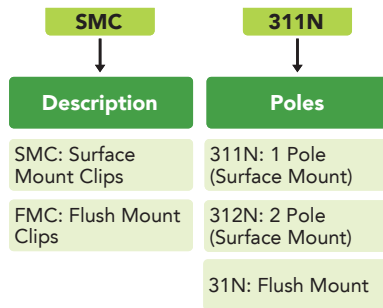 SMC
311N
Description
Poles
SMC: Surface
Mount Clips
FMC: Flush Mount
Clips
311N: 1 Pole
(Surface Mount)
312N: 2 Pole
(Surface Mount)
31N: Flush Mount